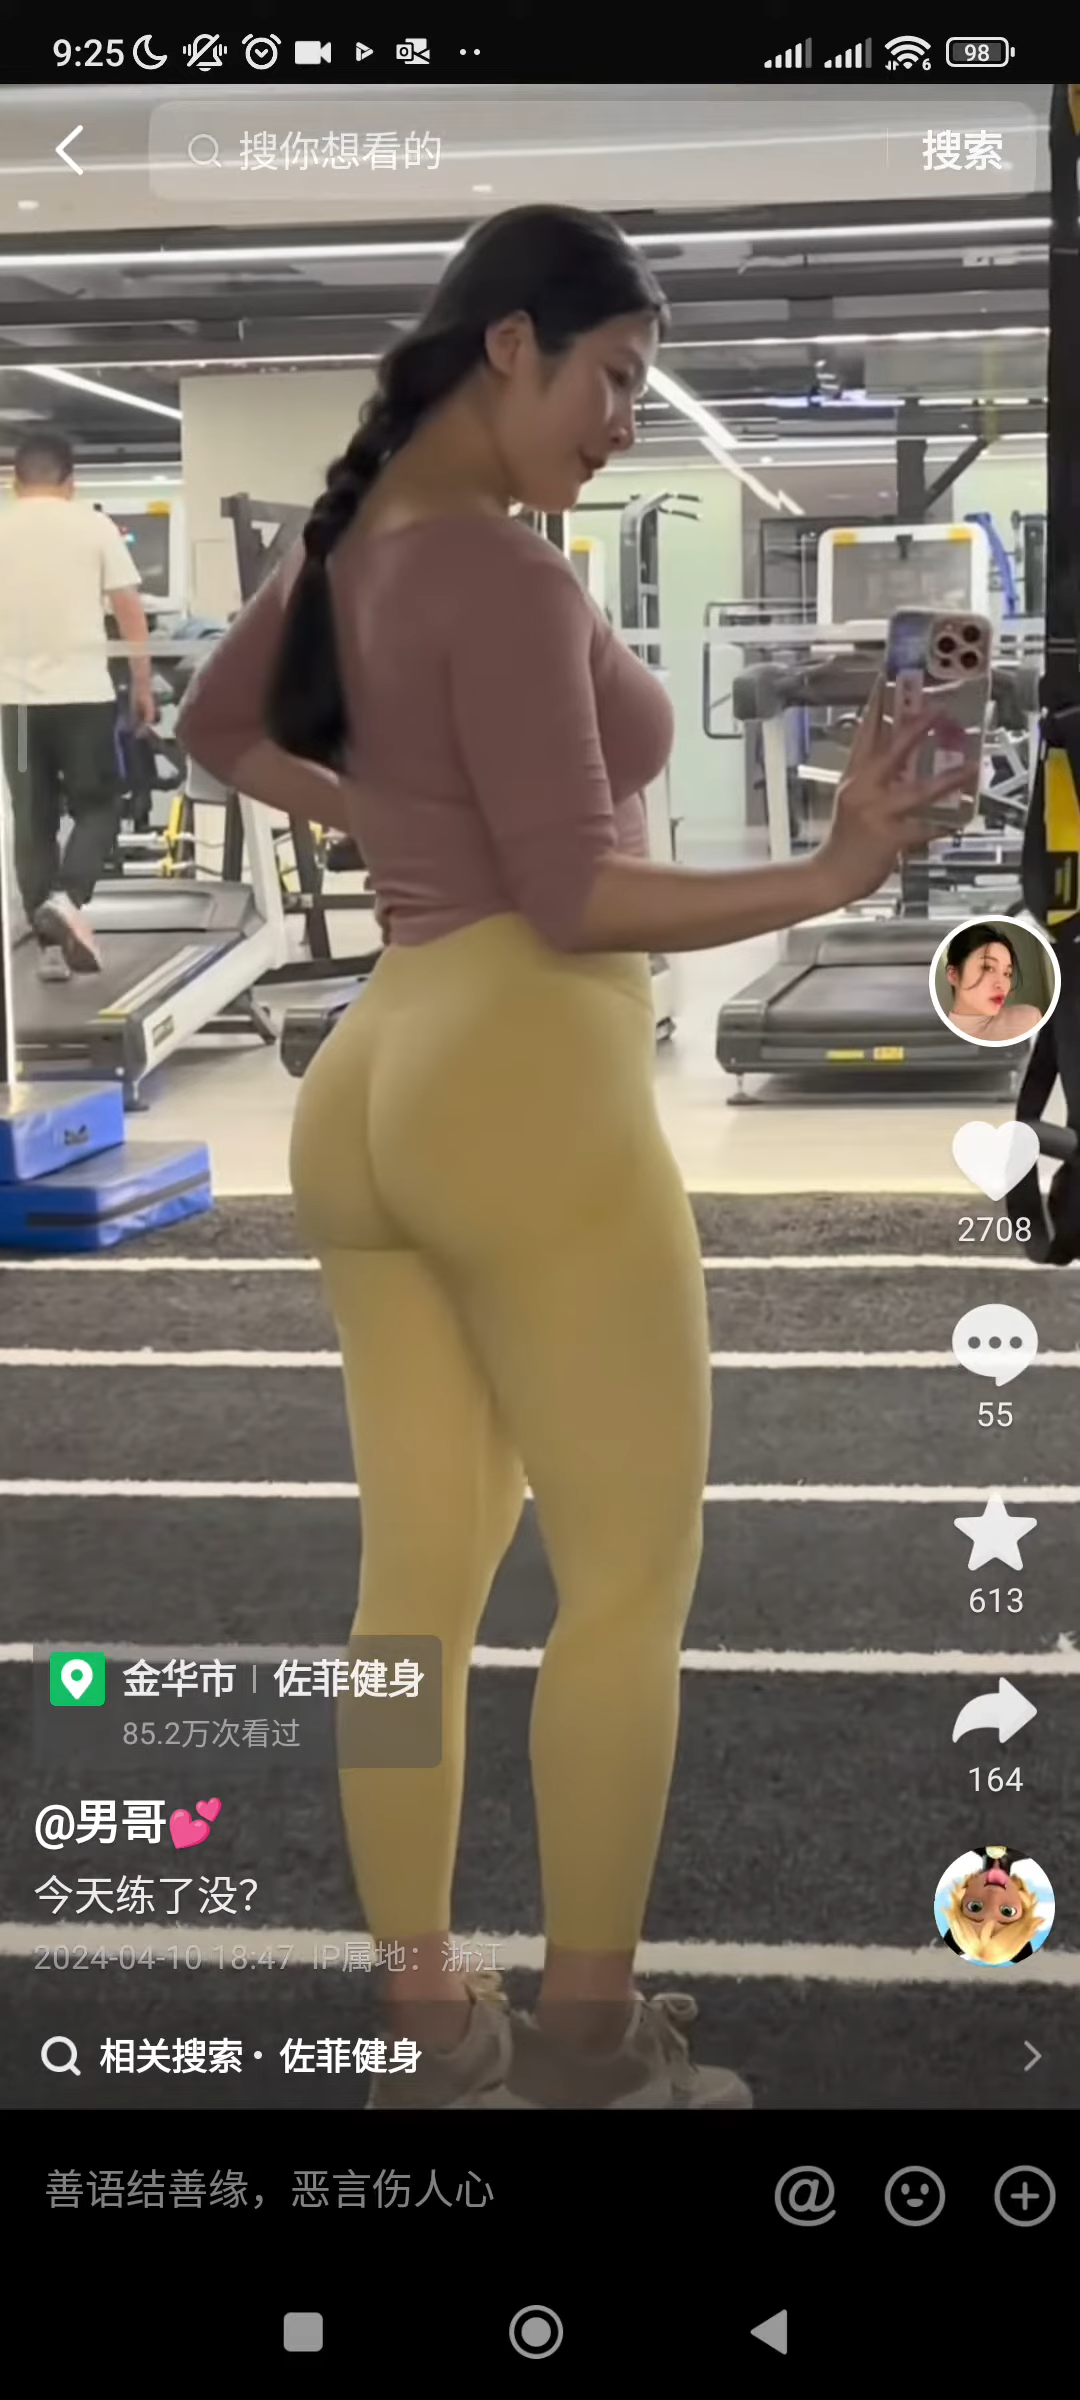 9:25
98
6
搜你想看的
搜索
2708
55
613
金华市 | 佐菲健身
85.2万次看过
164
@男哥💕
今天练了没？
2024-04-10 18:47 IP属地：浙江
相关搜索 · 佐菲健身
善语结善缘，恶言伤人心